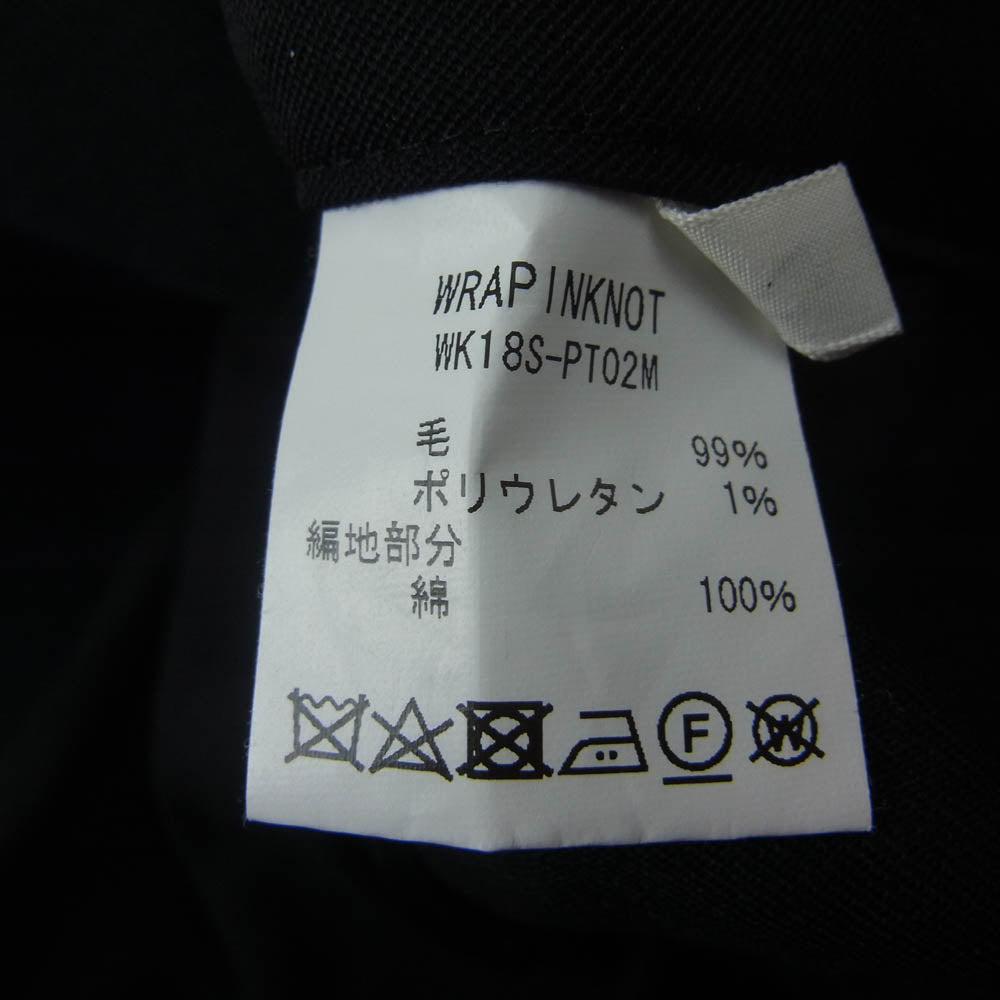 WRAPINKNOT
WK18S-PT02M
毛 99%
ポリウレタン 1%
編地部分
綿 100%
F W